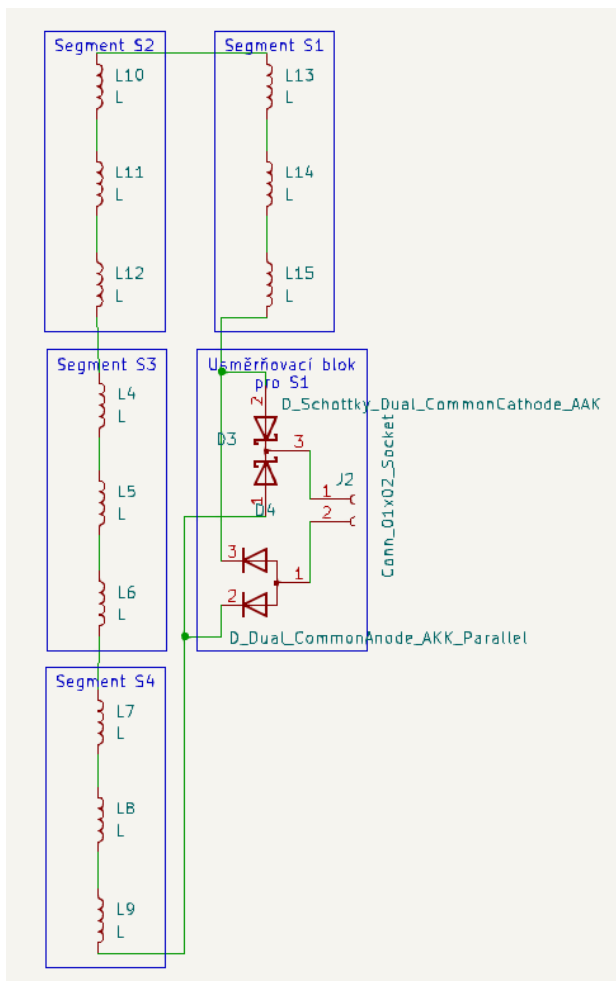 Segment S2
L10
L
L11
L
L12
L
Segment S1
L13
L
L14
L
L15
L
Segment S3
L4
L
L5
L
L6
L
Usměrňovací blok
pro S1
2
D_Schottky_Dual_CommonCathode_AAK
D3
3
J2
1
1
D4
2
Conn_01x02_Socket
3
1
2
D_Dual_CommonAnode_AKK_Parallel
Segment S4
L7
L
L8
L
L9
L